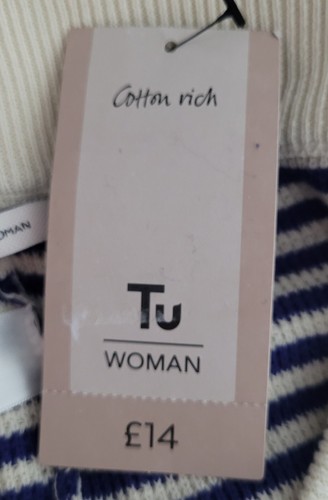 Cotton rich
Tu
WOMAN
£14